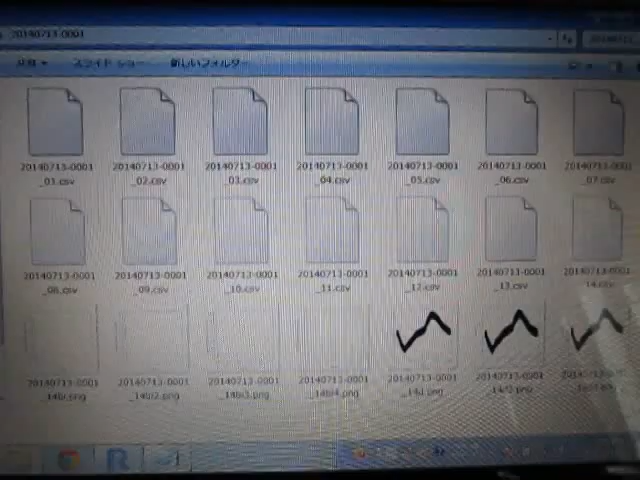 20140713-0001
スライド ショー 新しいフォルダー
20140713-0001 20140713-0001 20140713-0001 20140713-0001 20140713-0001 20140713-0001 20140713-0001
_01.csv _02.csv _03.csv _04.csv _05.csv _06.csv _07.csv
20140713-0001 20140713-0001 20140713-0001 20140713-0001 20140713-0001 20140713-0001 20140713-0001
_08.csv _09.csv _10.csv _11.csv _12.csv _13.csv _14.csv
20140713-0001 20140713-0001 20140713-0001 20140713-0001 20140713-0001 20140713-0001